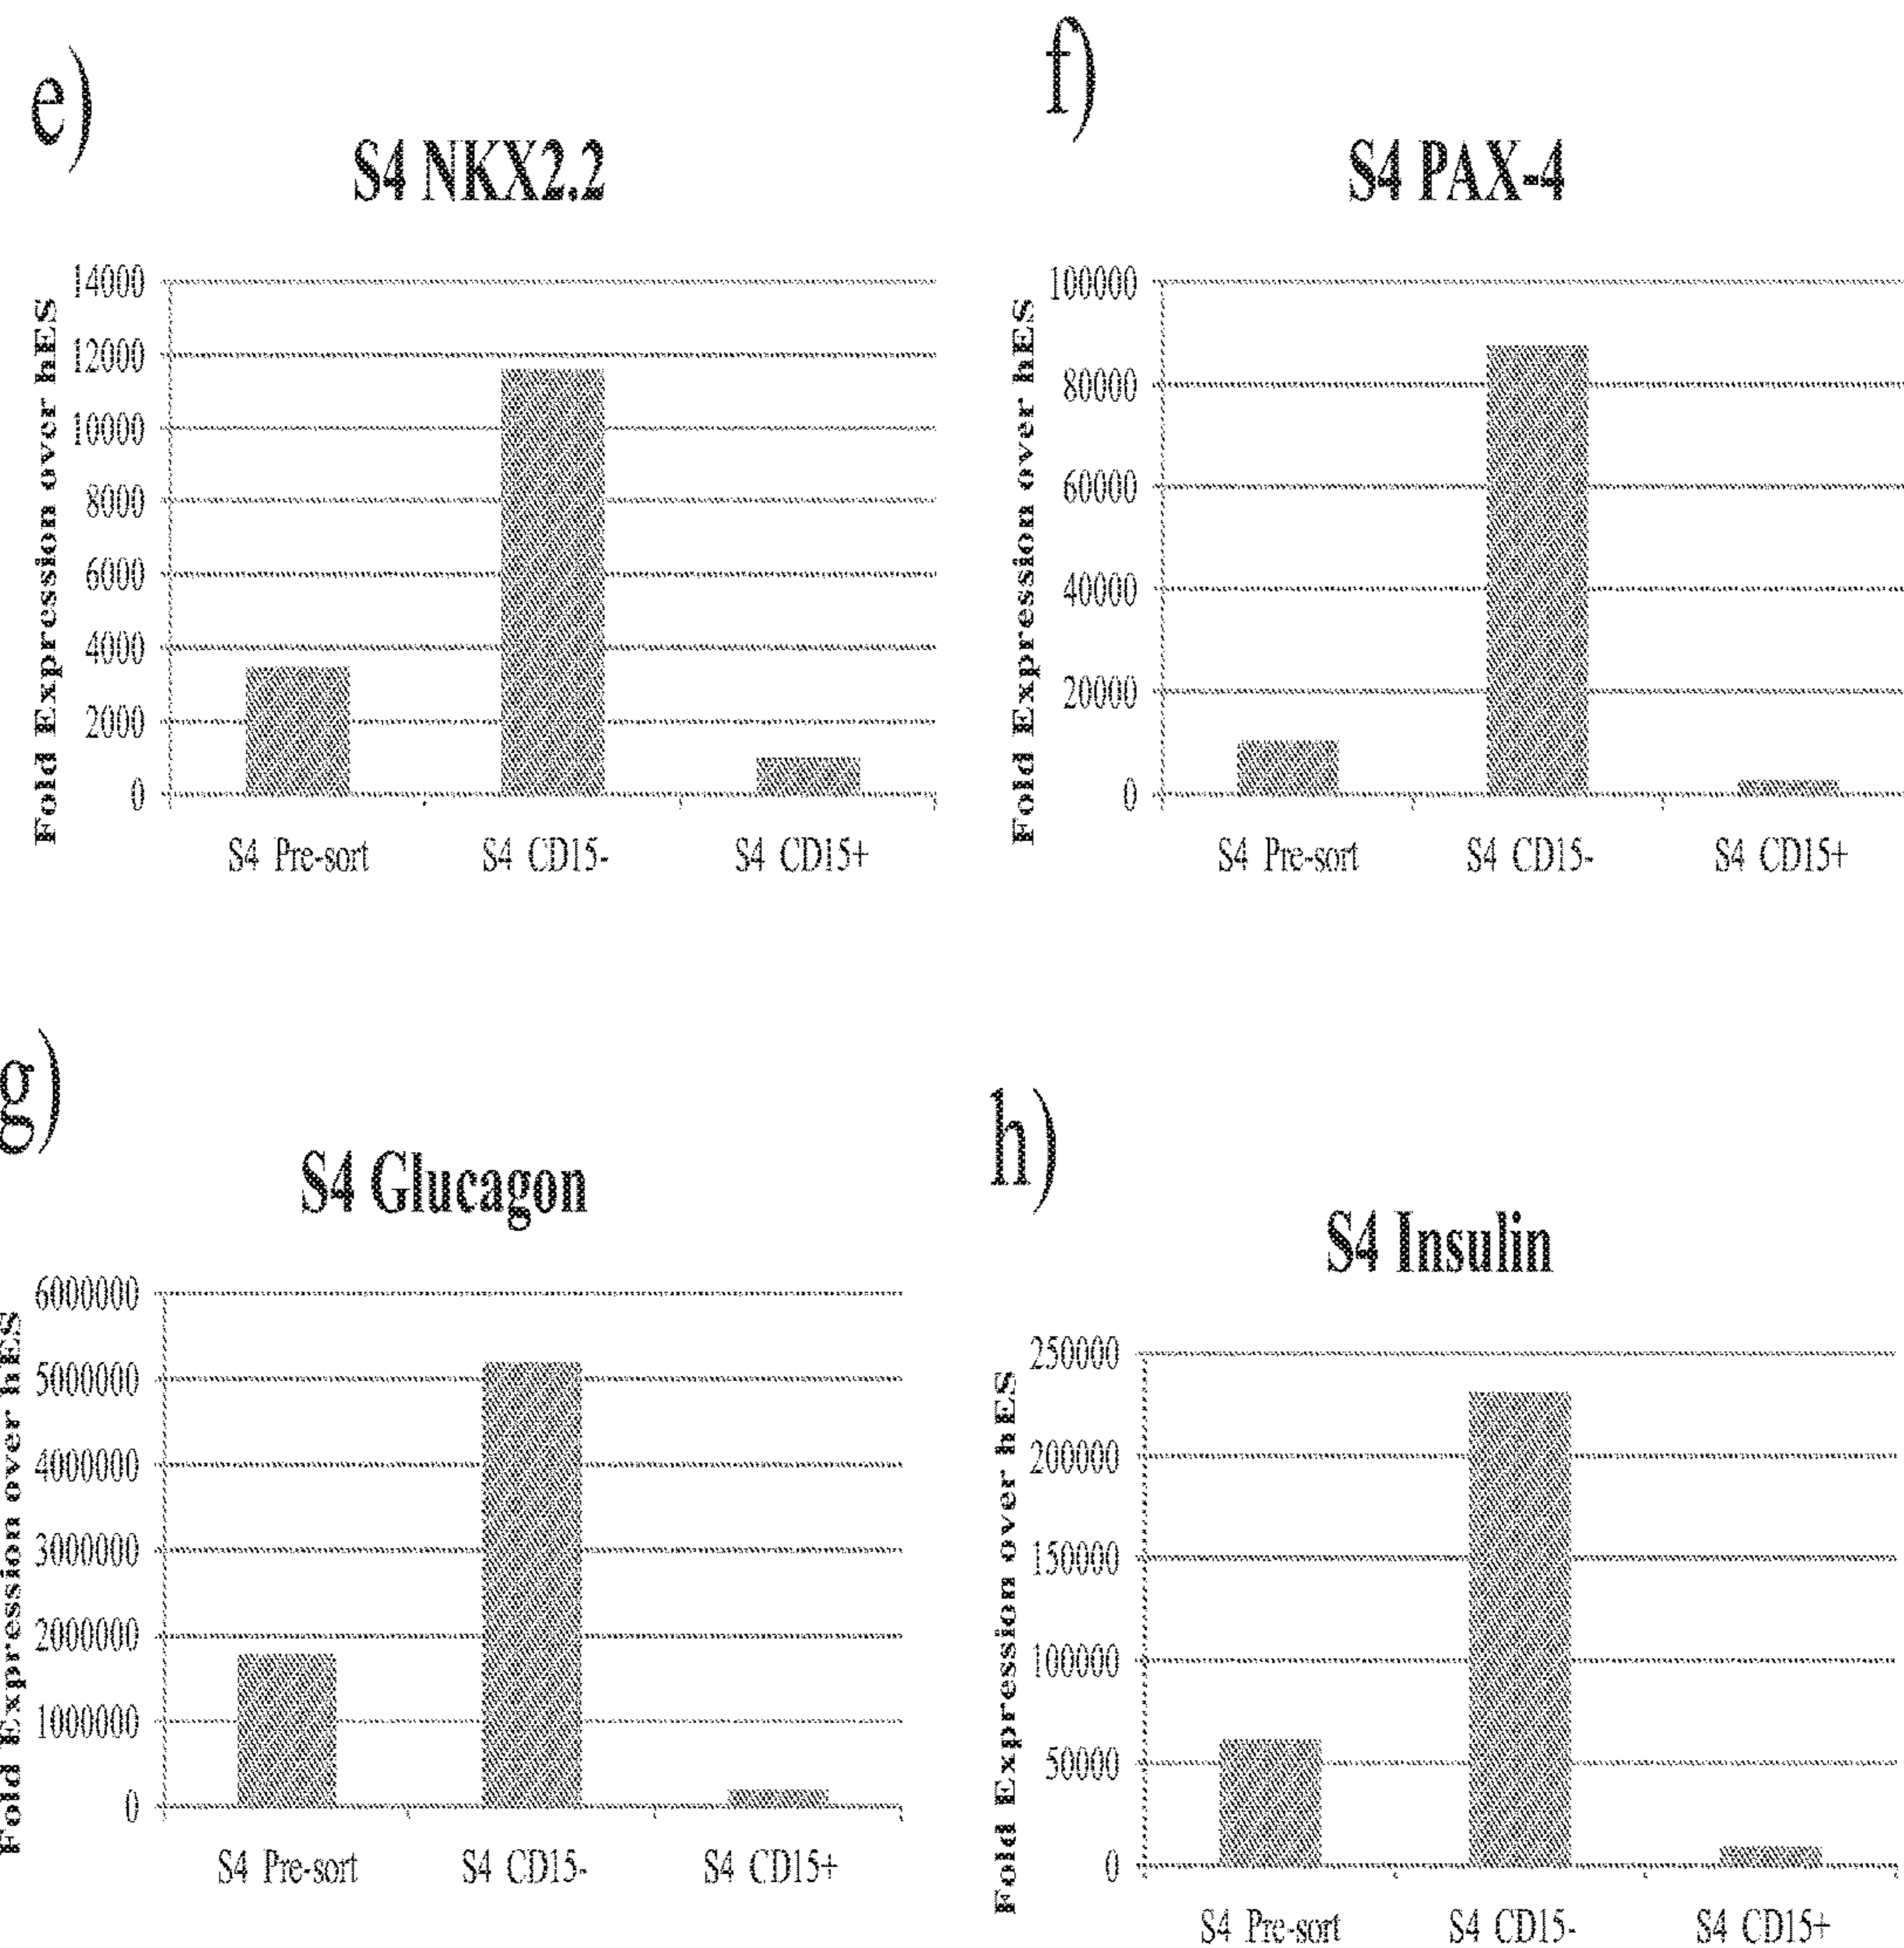 e)
S4 NKX2.2
Fold Expression over hES
14000
12000
10000
8000
6000
4000
2000
0
S4 Pre-sort S4 CD15- S4 CD15+
f)
S4 PAX-4
Fold Expression over hES
100000
80000
60000
40000
20000
0
S4 Pre-sort S4 CD15- S4 CD15+
g)
S4 Glucagon
Fold Expression over hES
6000000
5000000
4000000
3000000
2000000
1000000
0
S4 Pre-sort S4 CD15- S4 CD15+
h)
S4 Insulin
Fold Expression over hES
250000
200000
150000
100000
50000
0
S4 Pre-sort S4 CD15- S4 CD15+